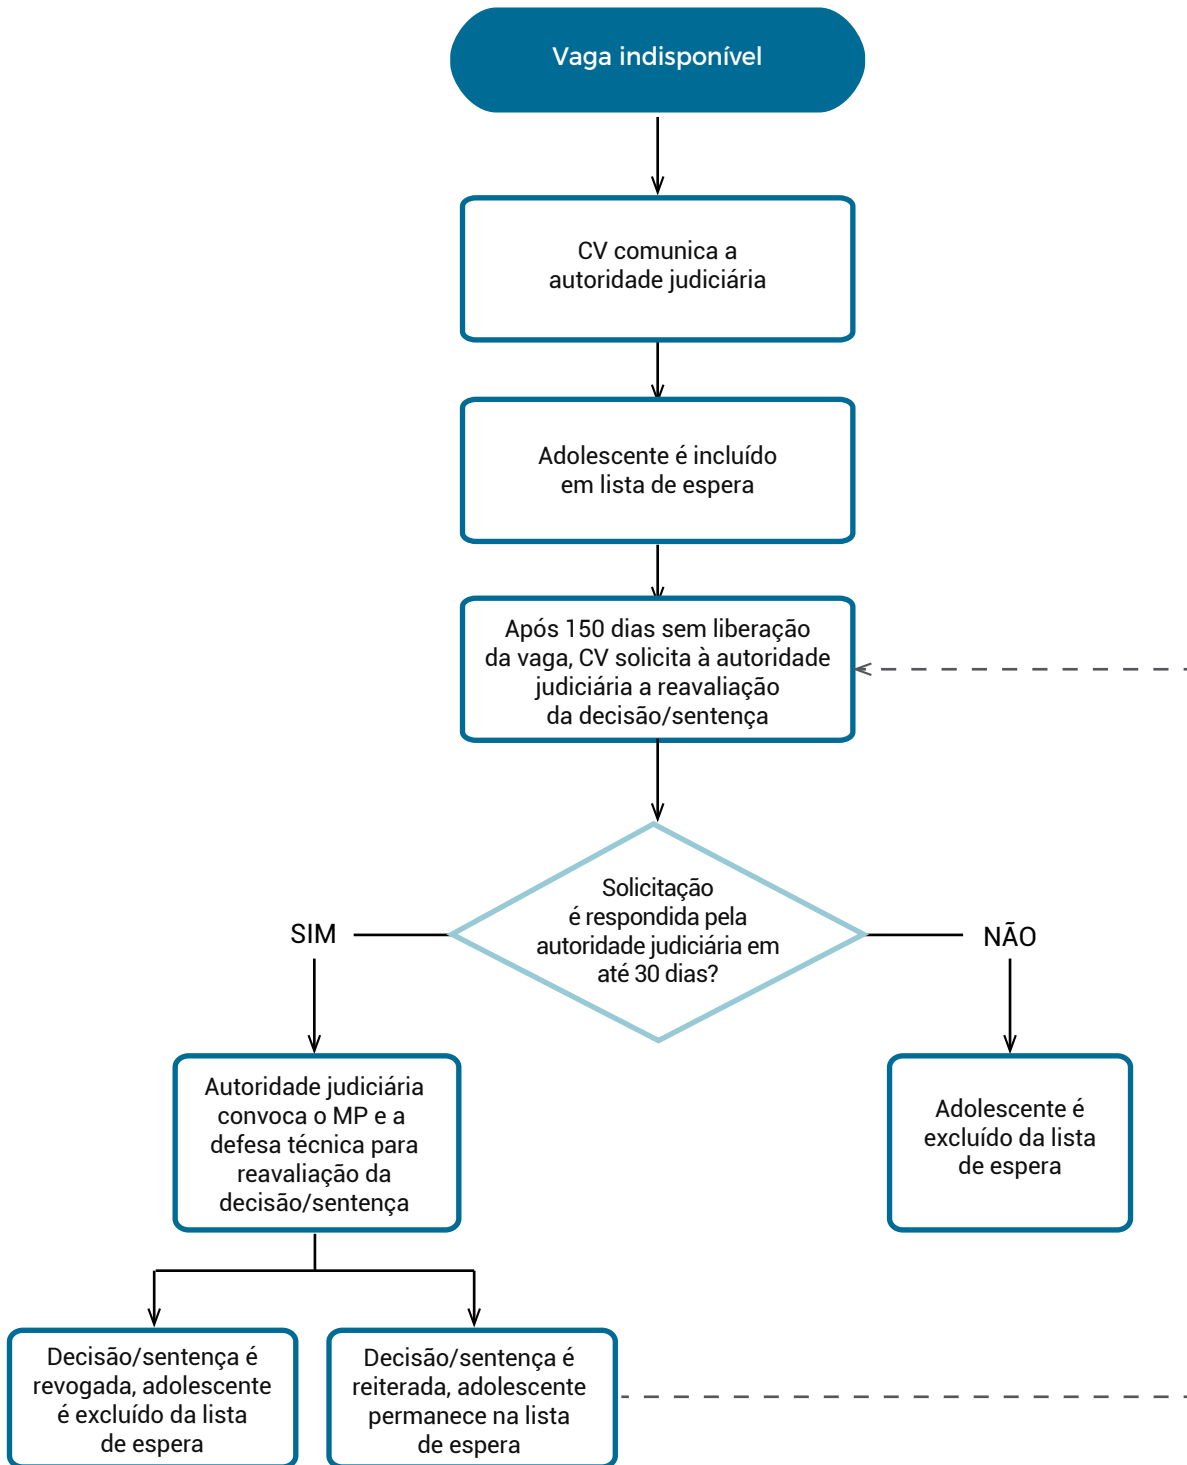 Vaga indisponível
CV comunica a
autoridade judiciária
Adolescente é incluído
em lista de espera
Após 150 dias sem liberação
da vaga, CV solicita à autoridade
judiciária a reavaliação
da decisão/sentença
Solicitação
é respondida pela
autoridade judiciária em
até 30 dias?
SIM
NÃO
Autoridade judiciária
convoca o MP e a
defesa técnica para
reavaliação da
decisão/sentença
Adolescente é
excluído da lista
de espera
Decisão/sentença é
revogada, adolescente
é excluído da lista
de espera
Decisão/sentença é
reiterada, adolescente
permanece na lista
de espera